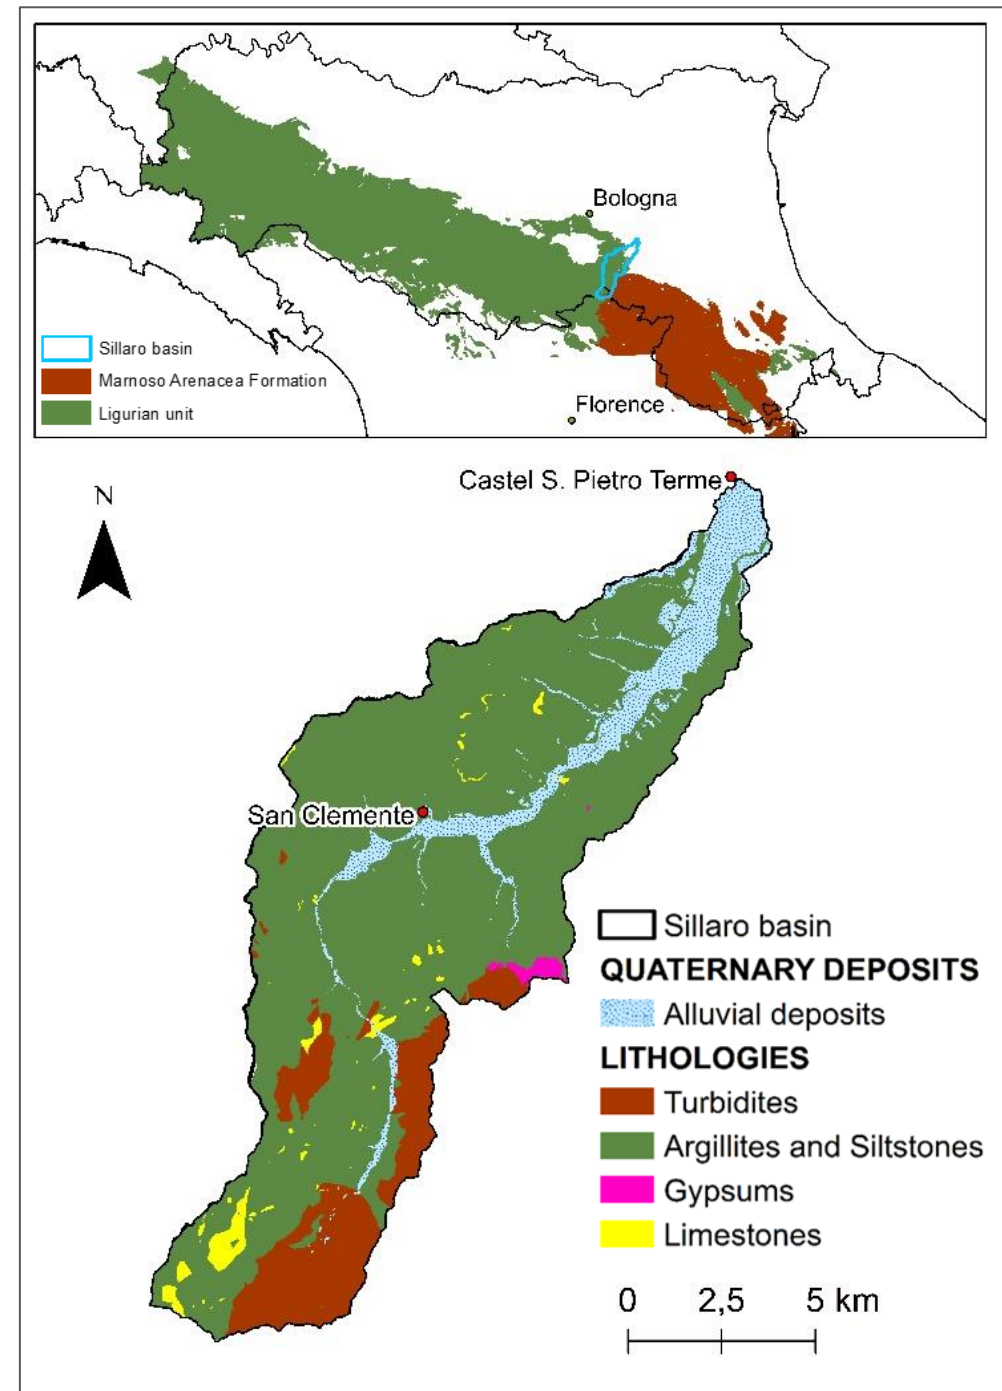 Bologna
Sillaro basin
Marnoso Arenacea Formation
Ligurian unit
Florence
Castel S. Pietro Terme
N
San Clemente
Sillaro basin
QUATERNARY DEPOSITS
Alluvial deposits
LITHOLOGIES
Turbidites
Argillites and Siltstones
Gypsums
Limestones
0 2,5 5 km